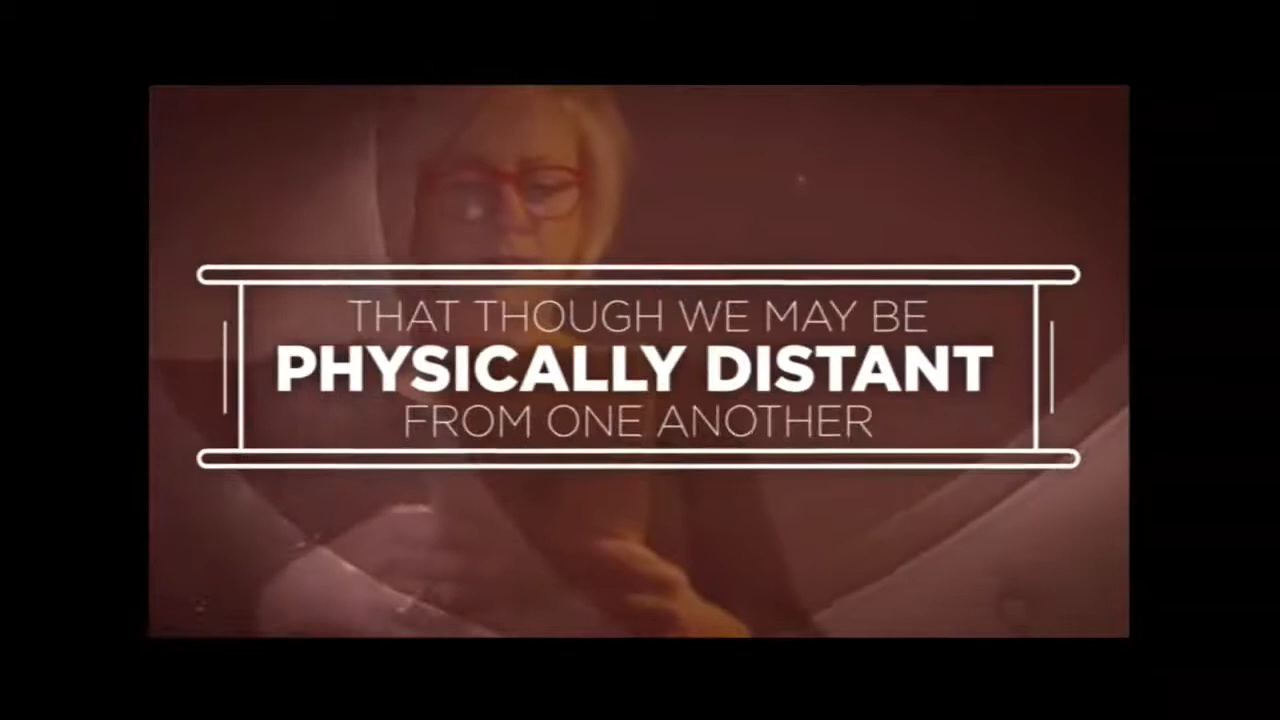 THAT THOUGH WE MAY BE
PHYSICALLY DISTANT
FROM ONE ANOTHER